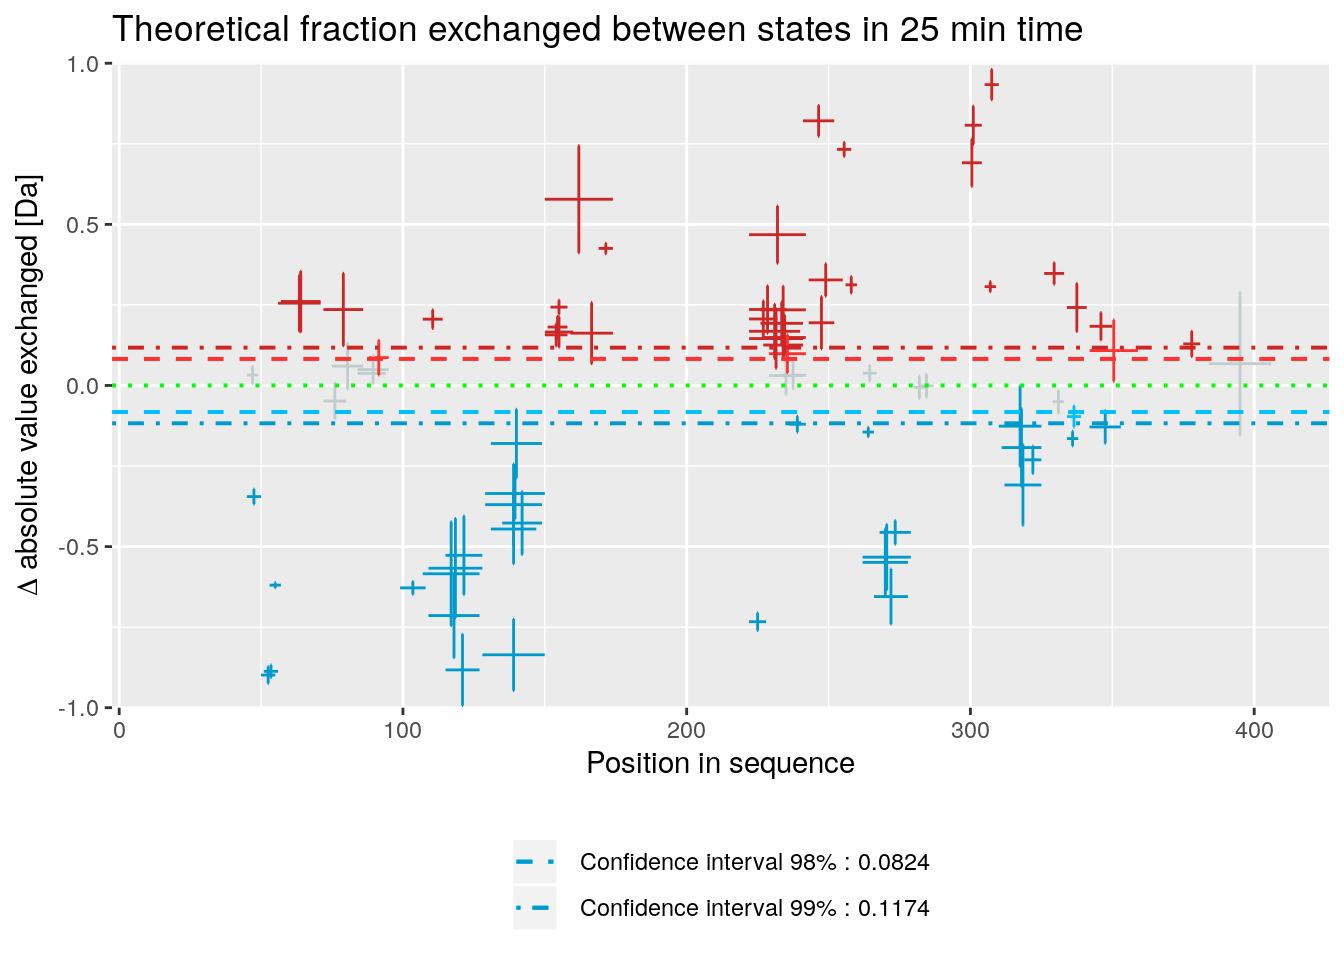 Theoretical fraction exchanged between states in 25 min time
Δ absolute value exchanged [Da]
1.0
0.5
0.0
-0.5
-1.0
0 100 200 300 400
Position in sequence
Confidence interval 98% : 0.0824
Confidence interval 99% : 0.1174